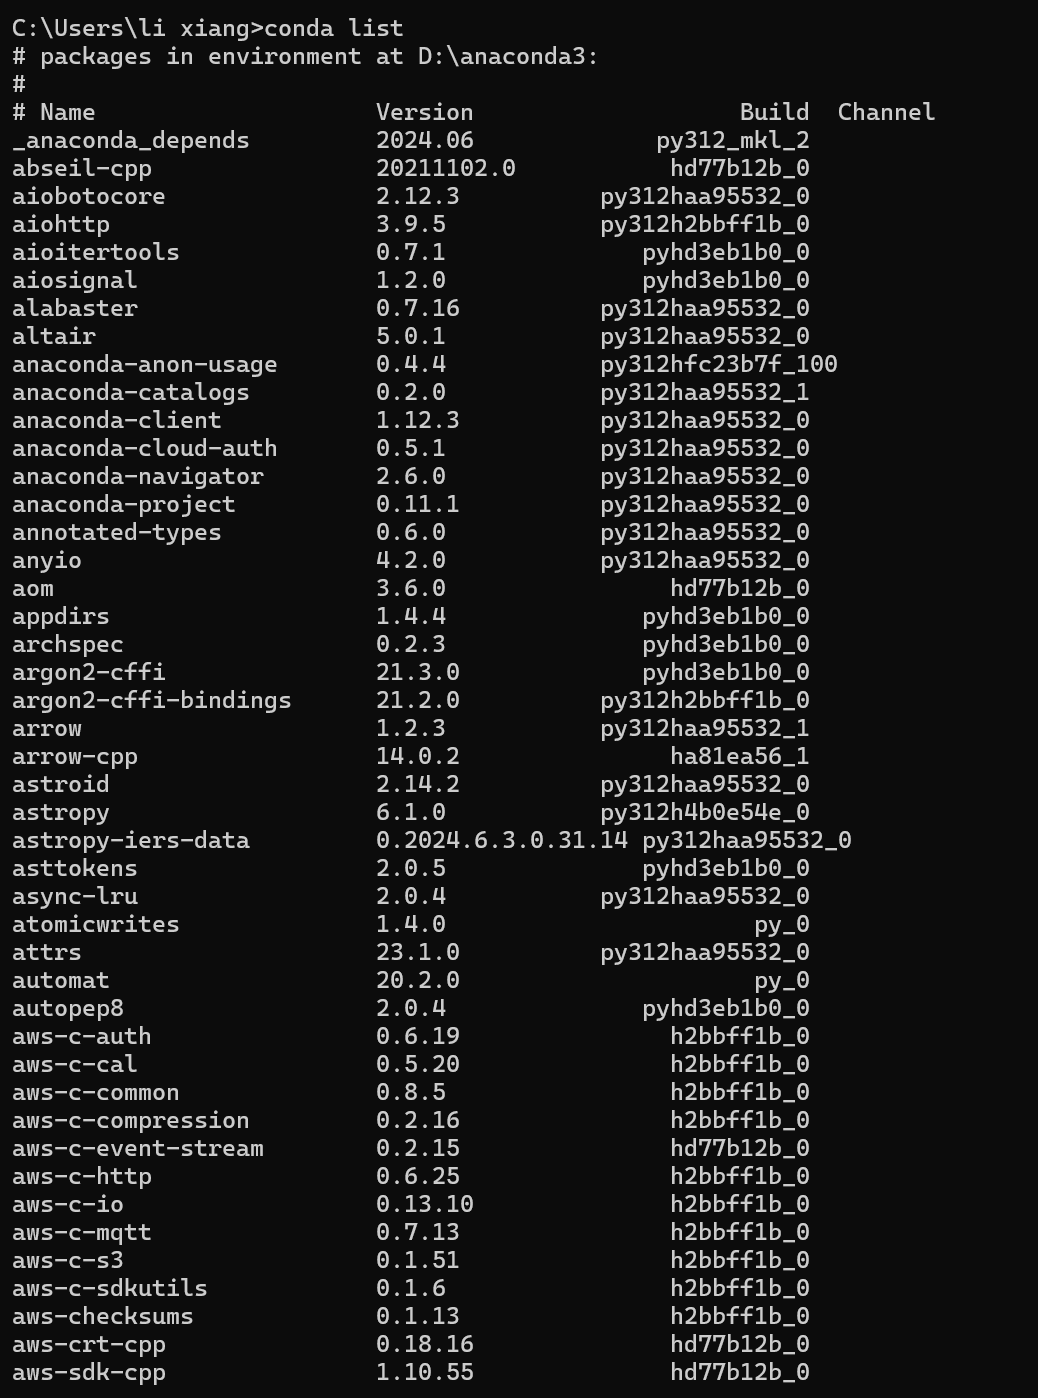 C:\Users\li xiang>conda list
# packages in environment at D:\anaconda3:
#
# Name                    Version                   Build  Channel
_anaconda_depends         2024.06             py312_mkl_2
abseil-cpp                20211102.0           hd77b12b_0
aiobotocore               2.12.3          py312haa95532_0
aiohttp                   3.9.5           py312h2bbff1b_0
aioitertools              0.7.1              pyhd3eb1b0_0
aiosignal                 1.2.0              pyhd3eb1b0_0
alabaster                 0.7.16          py312haa95532_0
altair                    5.0.1           py312haa95532_0
anaconda-anon-usage       0.4.4           py312hfc23b7f_100
anaconda-catalogs         0.2.0           py312haa95532_1
anaconda-client           1.12.3          py312haa95532_0
anaconda-cloud-auth       0.5.1           py312haa95532_0
anaconda-navigator        2.6.0           py312haa95532_0
anaconda-project          0.11.1          py312haa95532_0
annotated-types           0.6.0           py312haa95532_0
anyio                     4.2.0           py312haa95532_0
aom                       3.6.0                hd77b12b_0
appdirs                   1.4.4              pyhd3eb1b0_0
archspec                  0.2.3              pyhd3eb1b0_0
argon2-cffi               21.3.0             pyhd3eb1b0_0
argon2-cffi-bindings      21.2.0          py312h2bbff1b_0
arrow                     1.2.3           py312haa95532_1
arrow-cpp                 14.0.2               ha81ea56_1
astroid                   2.14.2          py312haa95532_0
astropy                   6.1.0           py312h4b0e54e_0
astropy-iers-data         0.2024.6.3.0.31.14 py312haa95532_0
asttokens                 2.0.5              pyhd3eb1b0_0
async-lru                 2.0.4           py312haa95532_0
atomicwrites              1.4.0                      py_0
attrs                     23.1.0          py312haa95532_0
automat                   20.2.0                     py_0
autopep8                  2.0.4              pyhd3eb1b0_0
aws-c-auth                0.6.19               h2bbff1b_0
aws-c-cal                 0.5.20               h2bbff1b_0
aws-c-common              0.8.5                h2bbff1b_0
aws-c-compression         0.2.16               h2bbff1b_0
aws-c-event-stream        0.2.15               hd77b12b_0
aws-c-http                0.6.25               h2bbff1b_0
aws-c-io                  0.13.10              h2bbff1b_0
aws-c-mqtt                0.7.13               h2bbff1b_0
aws-c-s3                  0.1.51               h2bbff1b_0
aws-c-sdkutils            0.1.6                h2bbff1b_0
aws-checksums             0.1.13               h2bbff1b_0
aws-crt-cpp               0.18.16              hd77b12b_0
aws-sdk-cpp               1.10.55              hd77b12b_0